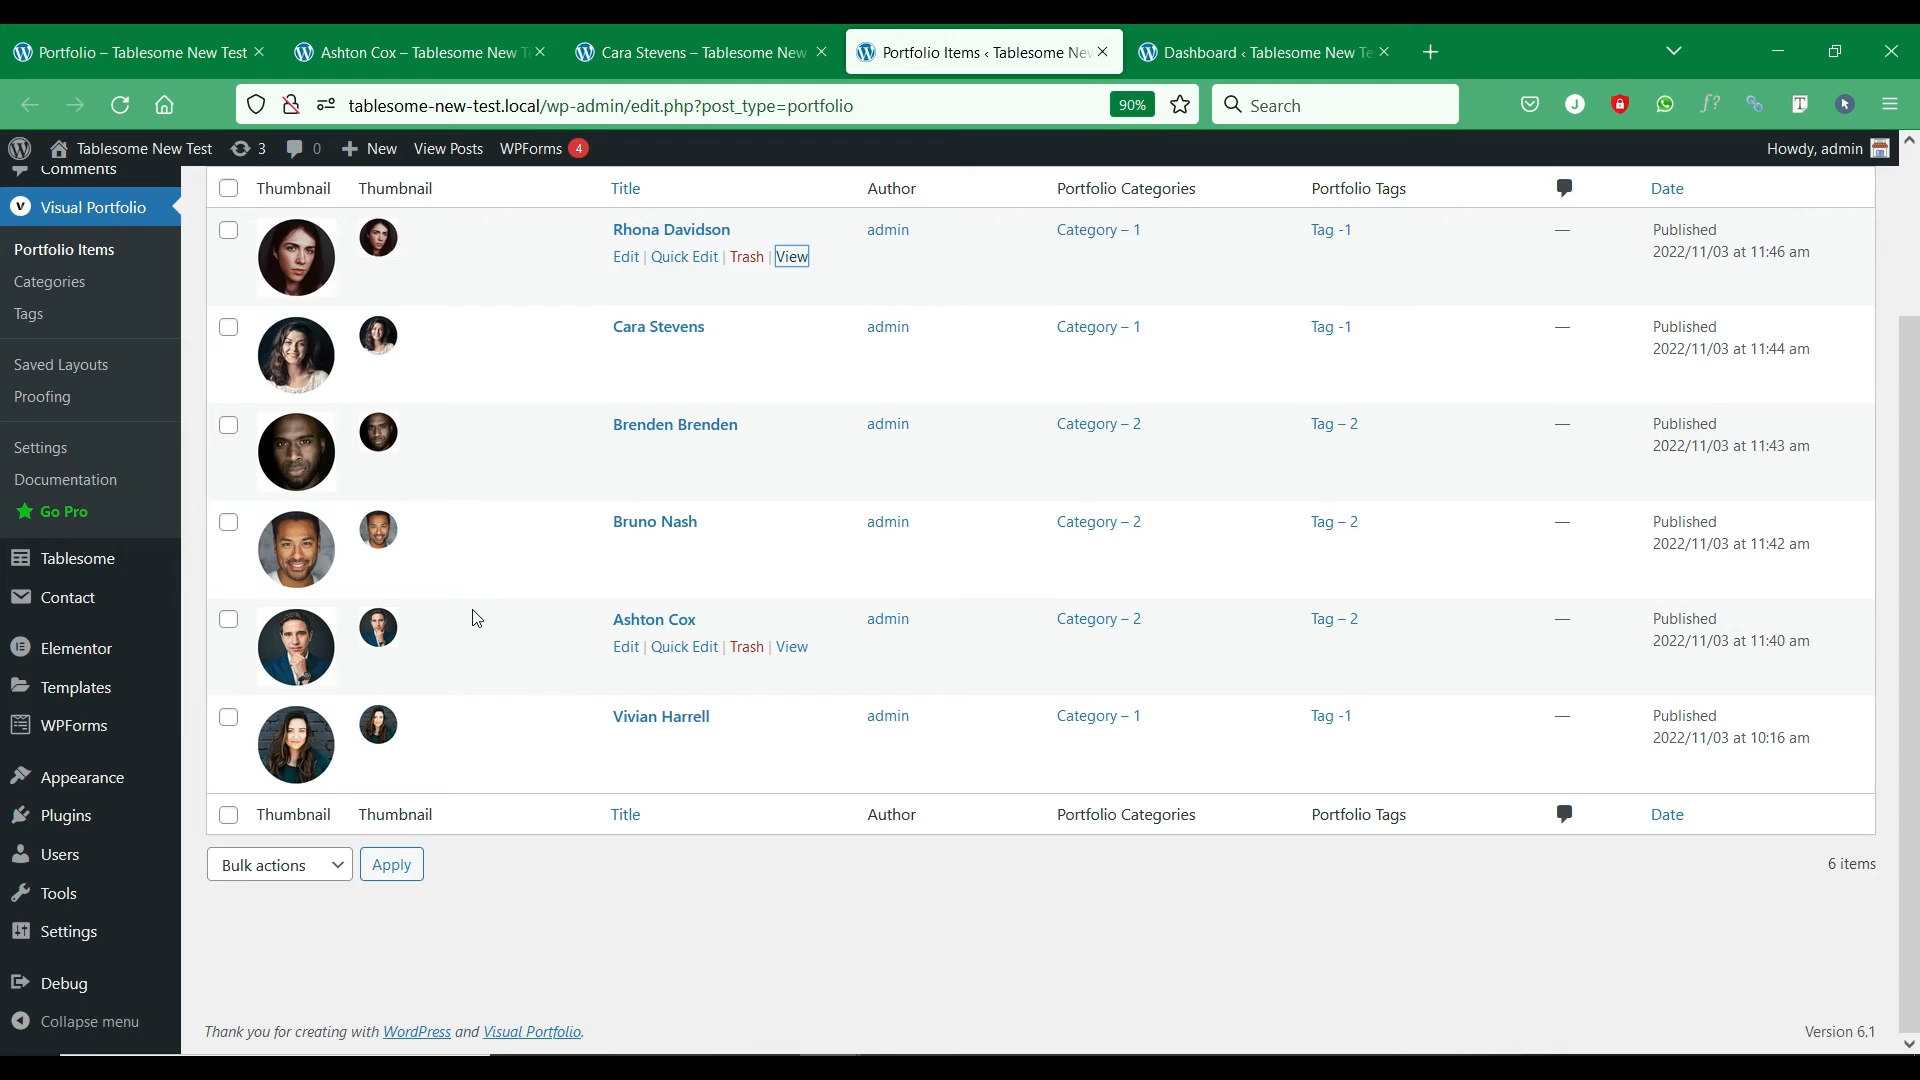 Portfolio – Tablesome New Test
Ashton Cox – Tablesome New T
Cara Stevens – Tablesome New
Portfolio Items ‹ Tablesome Ne
Dashboard ‹ Tablesome New Te
tablesome-new-test.local/wp-admin/edit.php?post_type=portfolio
90%
Search
Tablesome New Test
3
0
New
View Posts
WPForms 4
Howdy, admin
Comments
Visual Portfolio
Portfolio Items
Categories
Tags
Saved Layouts
Proofing
Settings
Documentation
Go Pro
Tablesome
Contact
Elementor
Templates
WPForms
Appearance
Plugins
Users
Tools
Settings
Debug
Collapse menu
Thumbnail Thumbnail Title Author Portfolio Categories Portfolio Tags Date
Rhona Davidson admin Category – 1 Tag -1 — Published
Edit | Quick Edit | Trash | View 2022/11/03 at 11:46 am
Cara Stevens admin Category – 1 Tag -1 — Published
2022/11/03 at 11:44 am
Brenden Brenden admin Category – 2 Tag – 2 — Published
2022/11/03 at 11:43 am
Bruno Nash admin Category – 2 Tag – 2 — Published
2022/11/03 at 11:42 am
Ashton Cox admin Category – 2 Tag – 2 — Published
Edit | Quick Edit | Trash | View 2022/11/03 at 11:40 am
Vivian Harrell admin Category – 1 Tag -1 — Published
2022/11/03 at 10:16 am
Thumbnail Thumbnail Title Author Portfolio Categories Portfolio Tags Date
Bulk actions Apply 6 items
Thank you for creating with WordPress and Visual Portfolio. Version 6.1